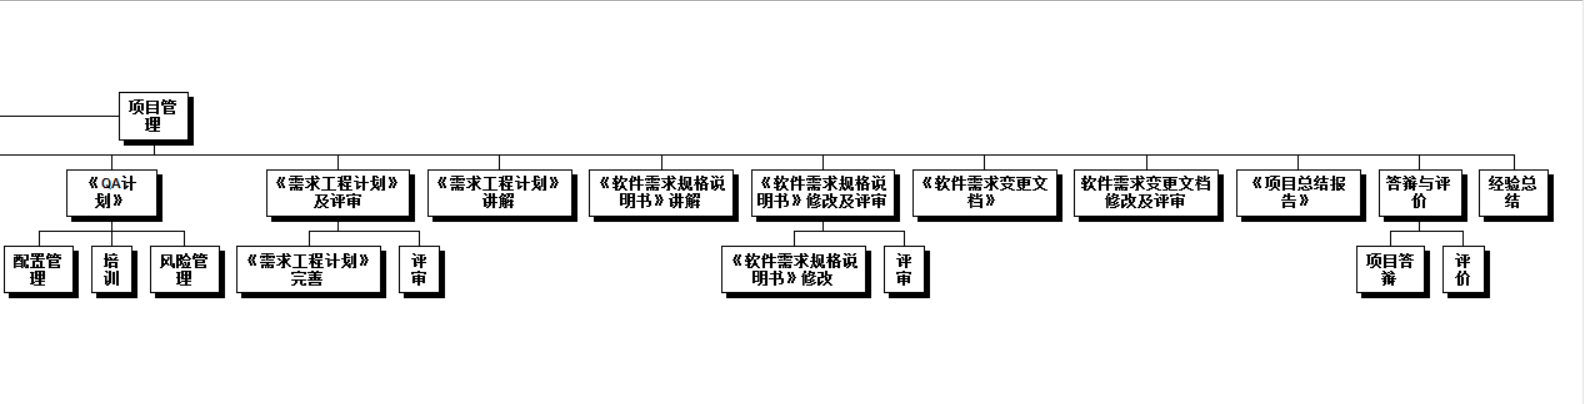 项目管
理
《QA计
划》
《需求工程计划》
及评审
《需求工程计划》
讲解
《软件需求规格说
明书》讲解
《软件需求规格说
明书》修改及评审
《软件需求变更文
档》
软件需求变更文档
修改及评审
《项目总结报
告》
答辩与评
价
经验总
结
配置管
理
培
训
风险管
理
《需求工程计划》
完善
评
审
《软件需求规格说
明书》修改
评
审
项目答
辩
评
价